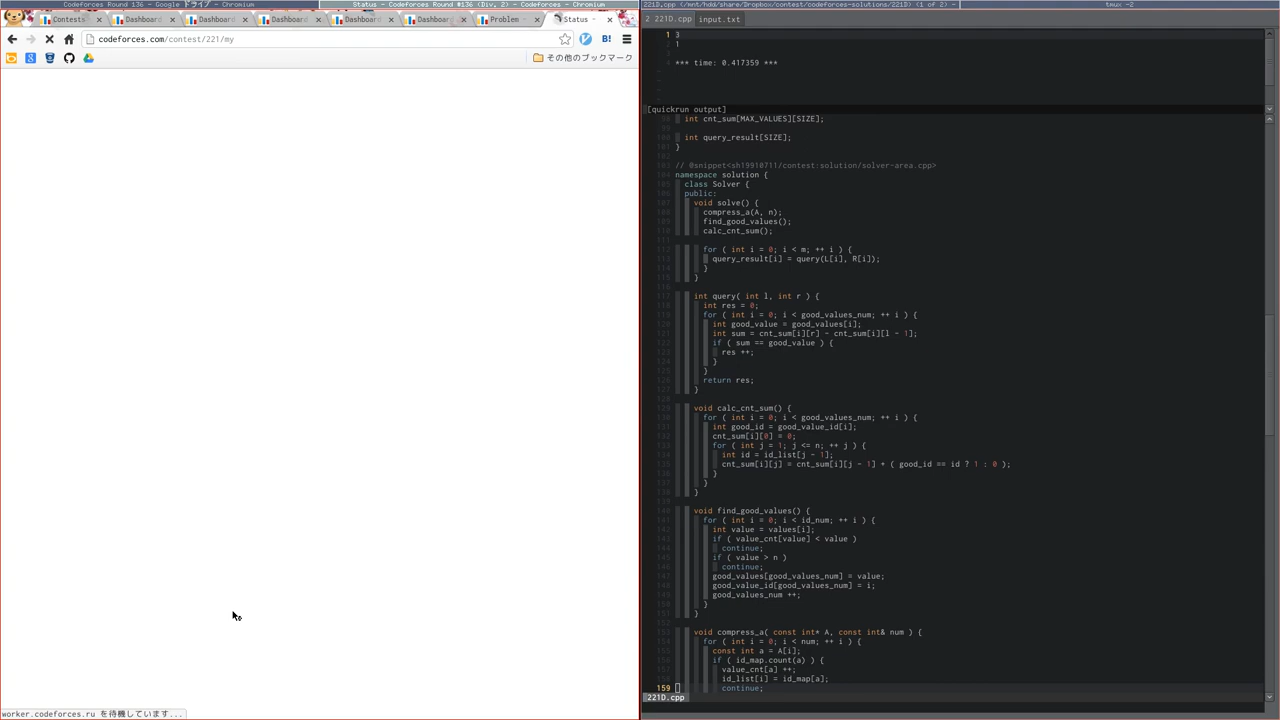 Codeforces Round 136 - Google ドライブ - Chromium
Status - Codeforces Round #136 (Div. 2) - Codeforces - Chromium
221D.cpp (/mnt/hdd/share/Dropbox/contest/codeforces-solutions/221D) (1 of 2) -
tmux -2
Contests
Dashboard
Dashboard
Dashboard
Dashboard
Dashboard
Problem -
Status -
codeforces.com/contest/221/my
その他のブックマーク
worker.codeforces.ru を待機しています...
2 221D.cpp
input.txt
1 3
1
*** time: 0.417359 ***
[quickrun output]
int cnt_sum[MAX_VALUES][SIZE];
int query_result[SIZE];
}
// @snippet<sh19910711/contest:solution/solver-area.cpp>
namespace solution {
class Solver {
public:
void solve() {
compress_a(A, n);
find_good_values();
calc_cnt_sum();
for ( int i = 0; i < m; ++ i ) {
query_result[i] = query(L[i], R[i]);
}
}
int query( int l, int r ) {
int res = 0;
for ( int i = 0; i < good_values_num; ++ i ) {
int good_value = good_values[i];
int sum = cnt_sum[i][r] - cnt_sum[i][l - 1];
if ( sum == good_value ) {
res ++;
}
}
return res;
}
void calc_cnt_sum() {
for ( int i = 0; i < good_values_num; ++ i ) {
int good_id = good_value_id[i];
cnt_sum[i][0] = 0;
for ( int j = 1; j <= n; ++ j ) {
int id = id_list[j - 1];
cnt_sum[i][j] = cnt_sum[i][j - 1] + ( good_id == id ? 1 : 0 );
}
}
}
void find_good_values() {
for ( int i = 0; i < id_num; ++ i ) {
int value = values[i];
if ( value_cnt[value] < value )
continue;
if ( value > n )
continue;
good_values[good_values_num] = value;
good_value_id[good_values_num] = i;
good_values_num ++;
}
}
void compress_a( const int* A, const int& num ) {
for ( int i = 0; i < num; ++ i ) {
const int a = A[i];
if ( id_map.count(a) ) {
value_cnt[a] ++;
id_list[i] = id_map[a];
159 continue;
221D.cpp